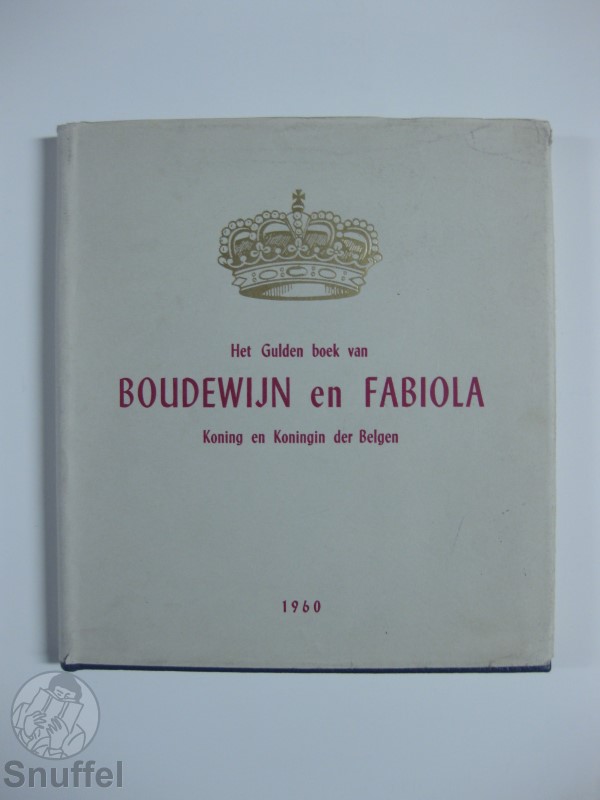 Het Gulden boek van
BOUDEWIJN en FABIOLA
Koning en Koningin der Belgen
1960
Snuffel